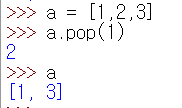 >>> a = [1,2,3]
>>> a.pop(1)
2
>>> a
[1, 3]